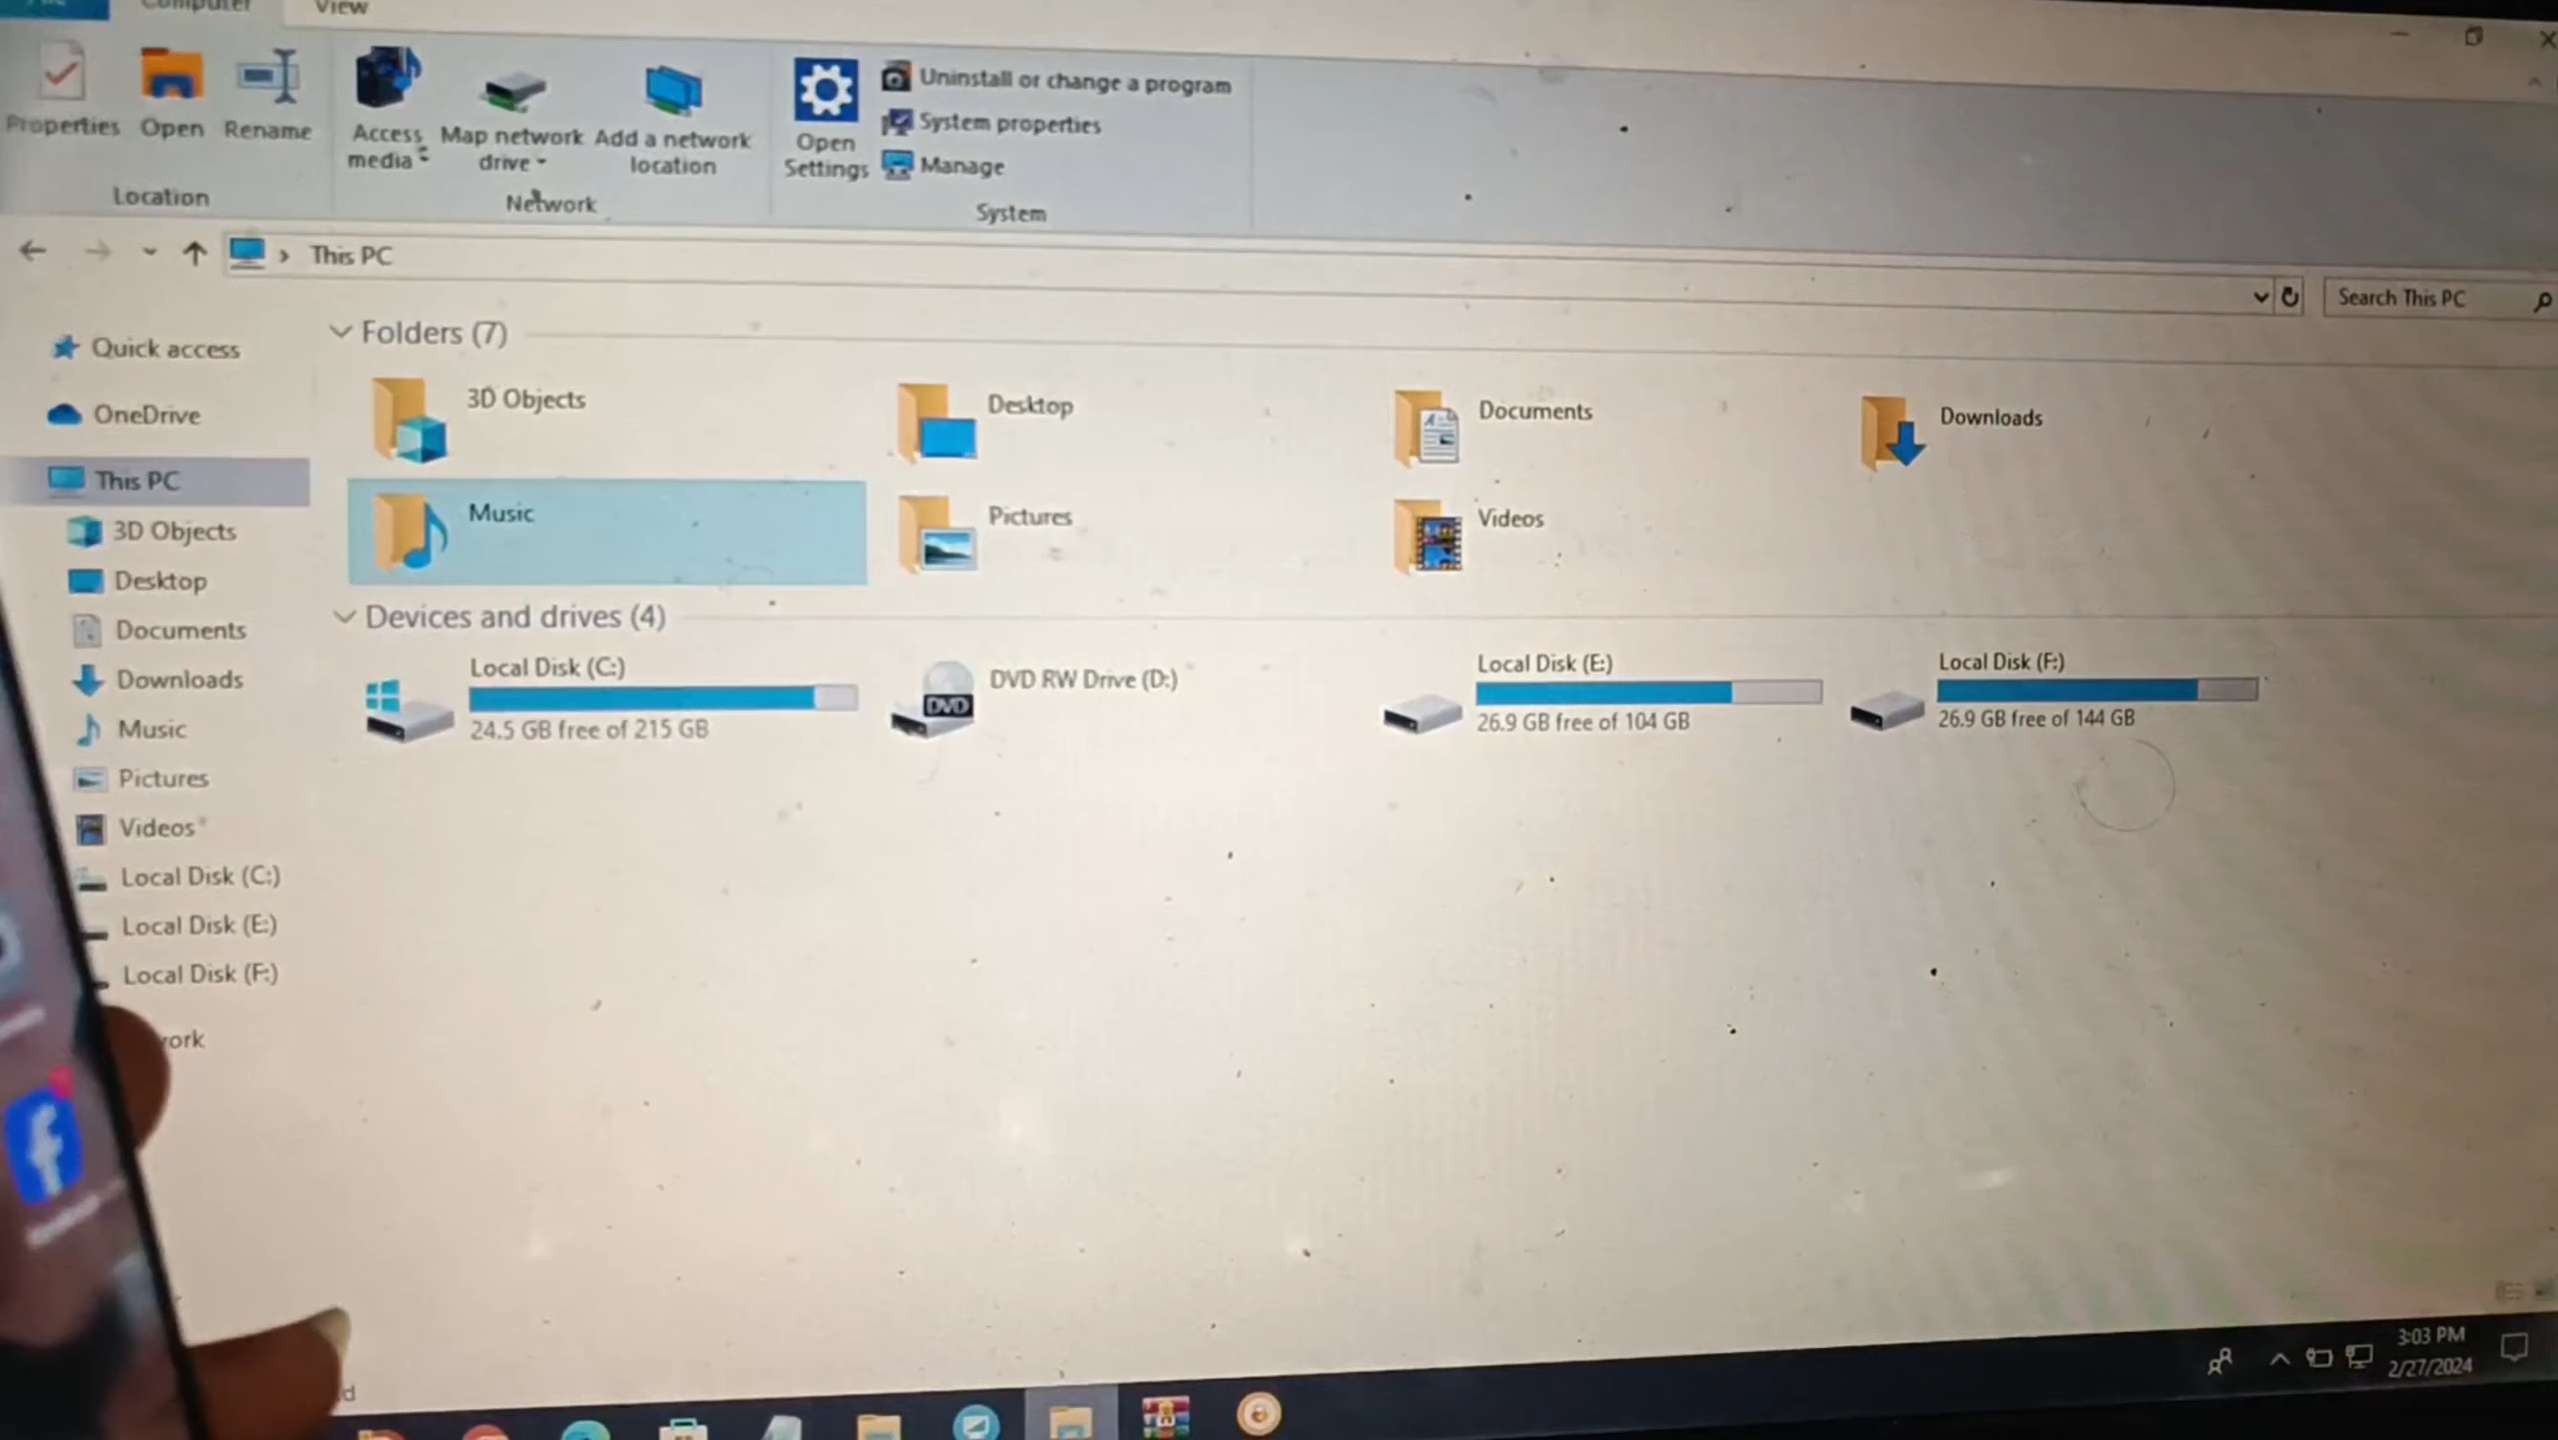 Computer
View
Properties
Open
Rename
Access
media
Map network
drive
Add a network
location
Open
Settings
Uninstall or change a program
System properties
Manage
Location
Network
System
This PC
Search This PC
Quick access
OneDrive
This PC
3D Objects
Desktop
Documents
Downloads
Music
Pictures
Videos
Local Disk (C:)
Local Disk (E:)
Local Disk (F:)
work
Folders (7)
3D Objects
Desktop
Documents
Downloads
Music
Pictures
Videos
Devices and drives (4)
Local Disk (C:)
24.5 GB free of 215 GB
DVD RW Drive (D:)
DVD
Local Disk (E:)
26.9 GB free of 104 GB
Local Disk (F:)
26.9 GB free of 144 GB
3:03 PM
2/27/2024